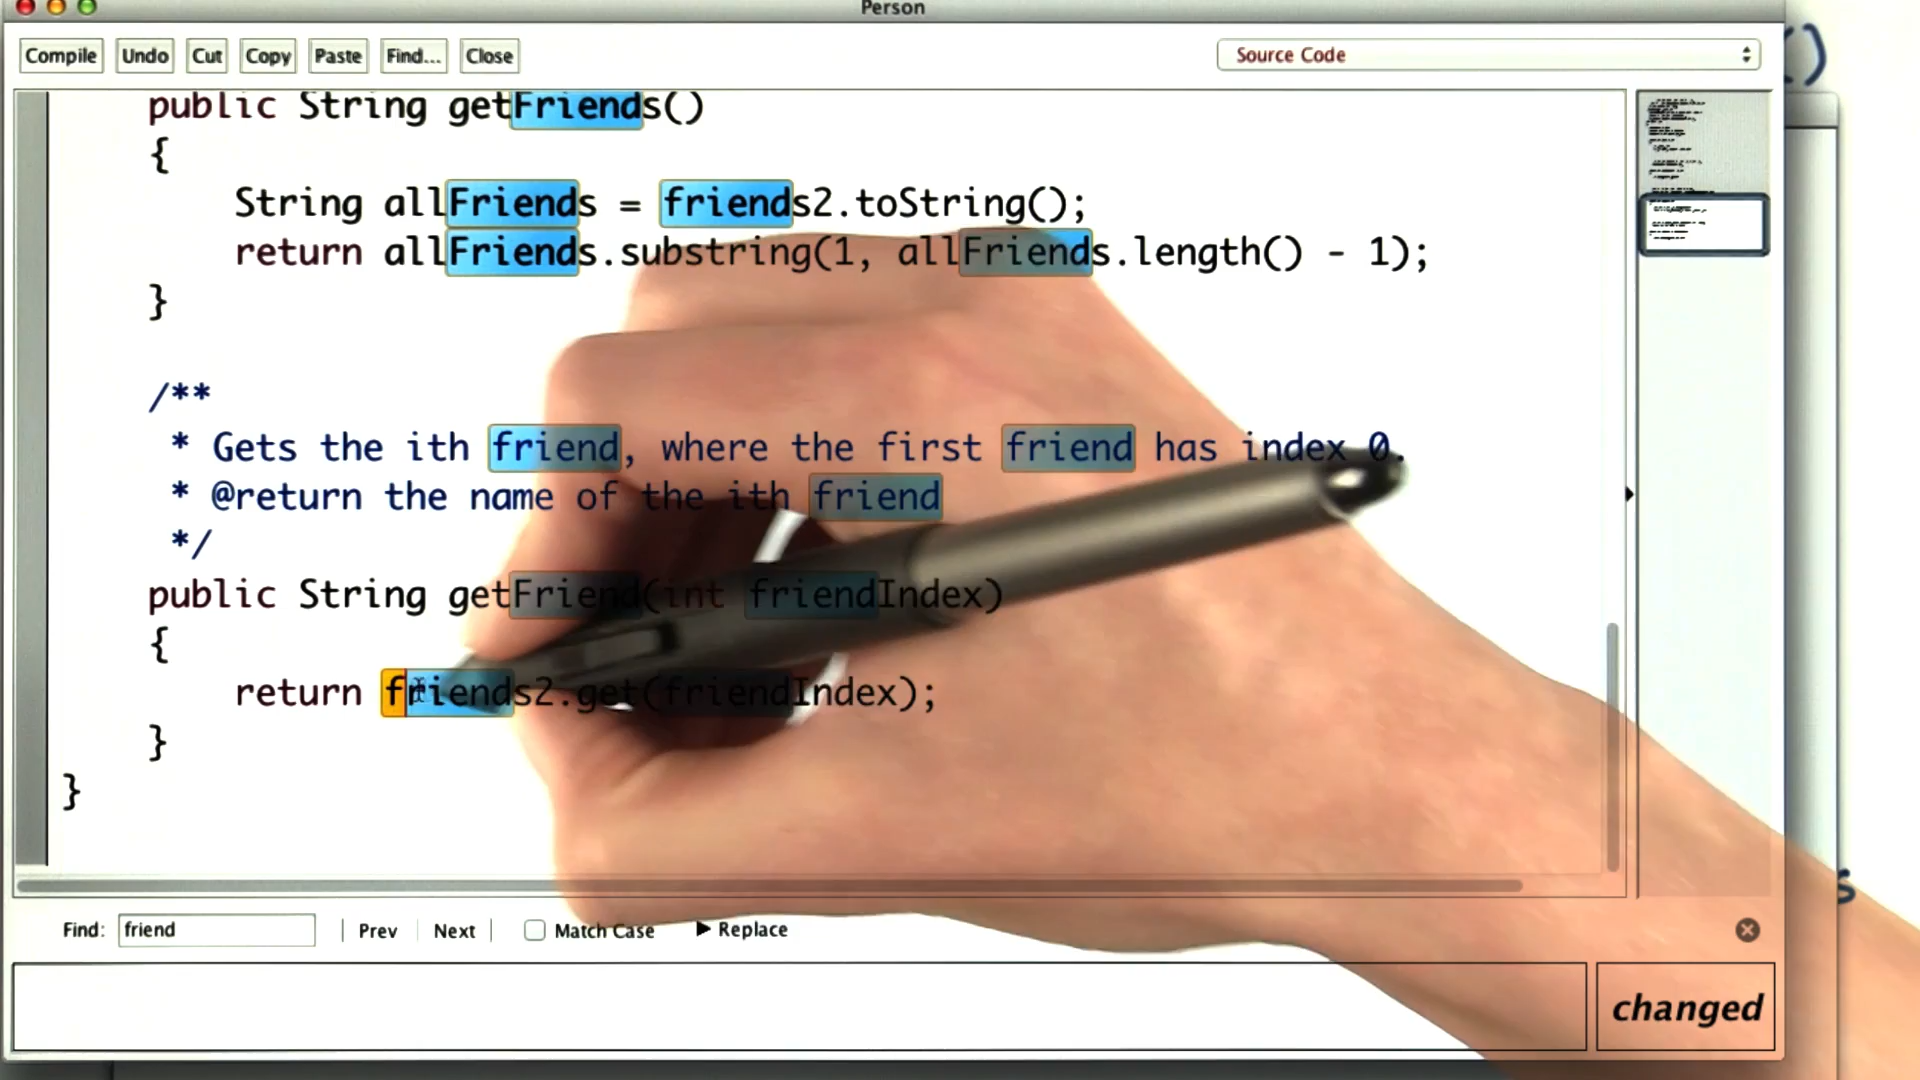 Person
Compile Undo Cut Copy Paste Find... Close Source Code
public String getFriends()
{
String allFriends = friends2.toString();
return allFriends.substring(1, allFriends.length() - 1);
}
/**
* Gets the ith friend, where the first friend has index 0.
* @return the name of the ith friend
*/
public String getFriend(int friendIndex)
{
return friends2.get(friendIndex);
}
}
Find: friend Prev Next Match Case Replace
changed